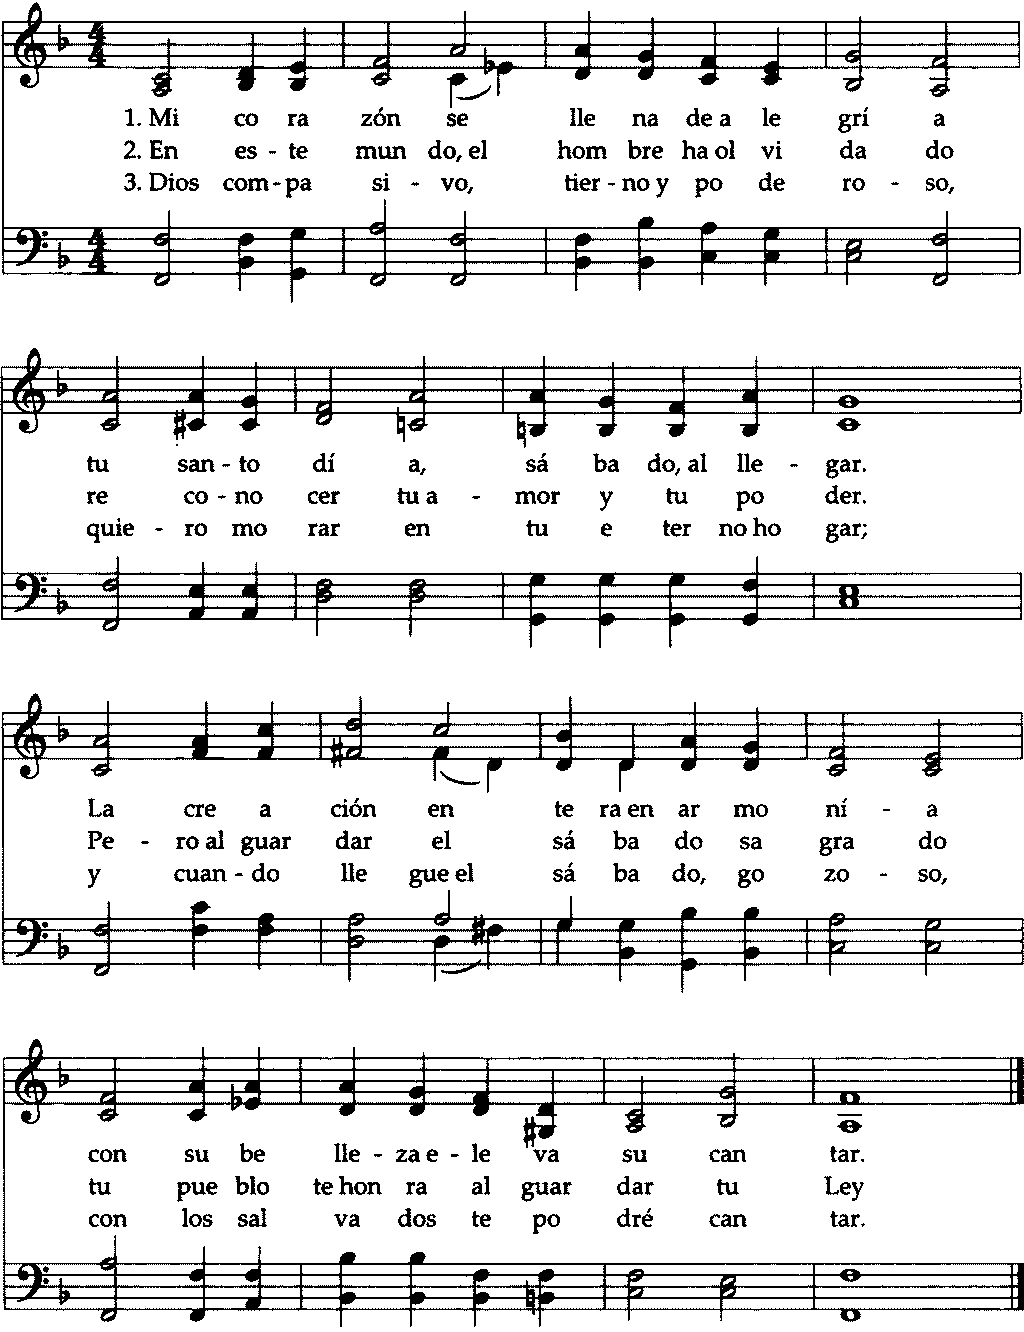 4 4
1. Mi co ra zón se lle na de a le grí a
2. En es - te mun do, el hom bre ha ol vi da do
3. Dios com - pa si - vo, tier - no y po de ro - so,
4 4
tu san - to dí a, sá ba do, al lle - gar.
re co - no cer tu a - mor y tu po der.
quie - ro mo rar en tu e ter no ho gar;
La cre a ción en te ra en ar mo ní - a
Pe - ro al guar dar el sá ba do sa gra do
y cuan - do lle gue el sá ba do, go zo - so,
con su be lle - za e - le va su can tar.
tu pue blo te hon ra al guar dar tu Ley
con los sal va dos te po dré can tar.